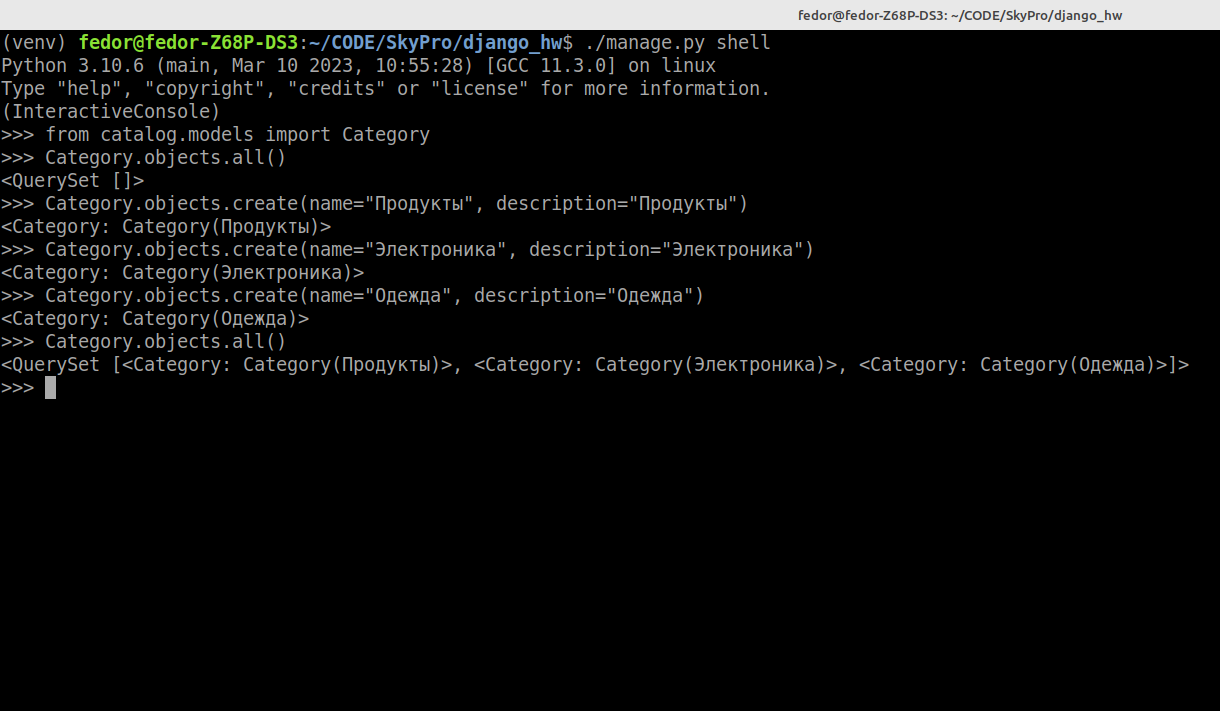 fedor@fedor-Z68P-DS3: ~/CODE/SkyPro/django_hw
(venv) fedor@fedor-Z68P-DS3:~/CODE/SkyPro/django_hw$ ./manage.py shell
Python 3.10.6 (main, Mar 10 2023, 10:55:28) [GCC 11.3.0] on linux
Type "help", "copyright", "credits" or "license" for more information.
(InteractiveConsole)
>>> from catalog.models import Category
>>> Category.objects.all()
<QuerySet []>
>>> Category.objects.create(name="Продукты", description="Продукты")
<Category: Category(Продукты)>
>>> Category.objects.create(name="Электроника", description="Электроника")
<Category: Category(Электроника)>
>>> Category.objects.create(name="Одежда", description="Одежда")
<Category: Category(Одежда)>
>>> Category.objects.all()
<QuerySet [<Category: Category(Продукты)>, <Category: Category(Электроника)>, <Category: Category(Одежда)>]>
>>>